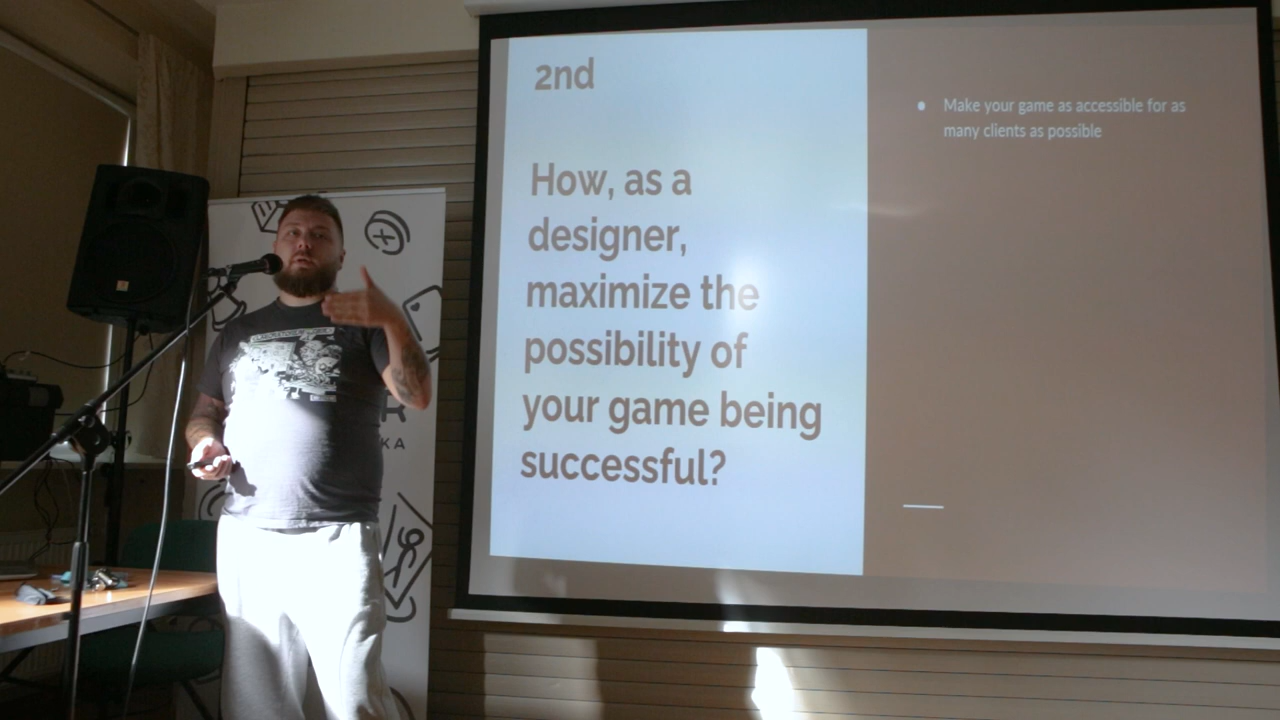 2nd
How, as a
designer,
maximize the
possibility of
your game being
successful?
● Make your game as accessible for as
many clients as possible
R
KA